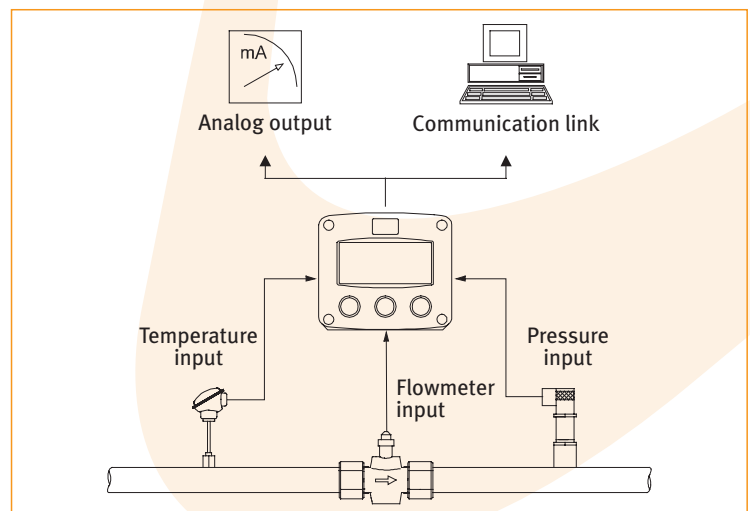 mA
Analog output
Communication link
Temperature
input
Pressure
input
Flowmeter
input